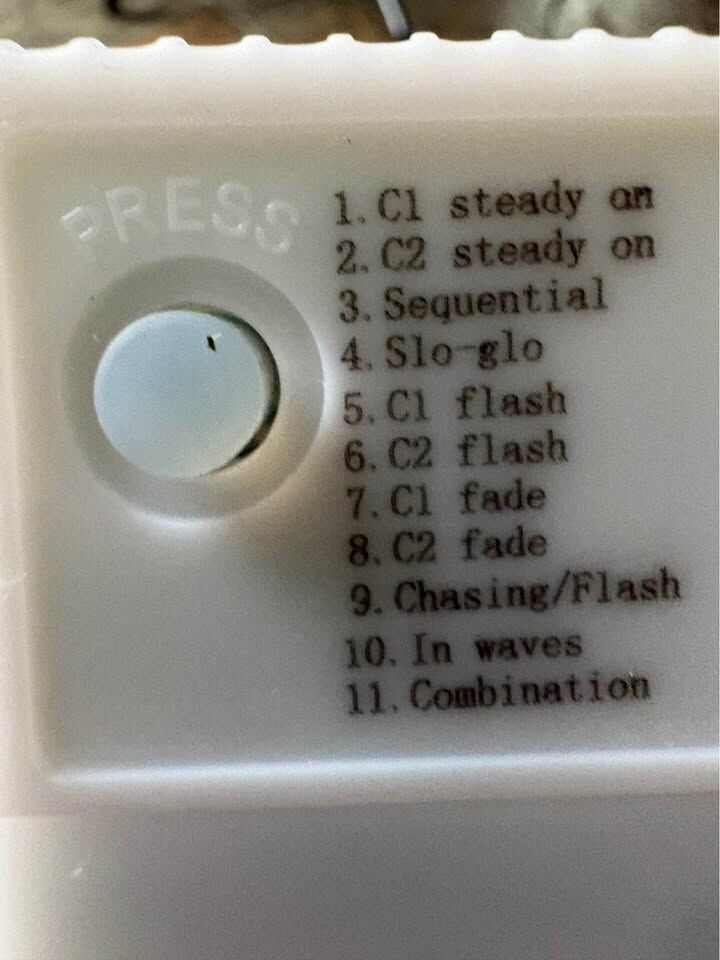 PRESS
1. C1 steady on
2. C2 steady on
3. Sequential
4. Slo-glo
5. C1 flash
6. C2 flash
7. C1 fade
8. C2 fade
9. Chasing/Flash
10. In waves
11. Combination